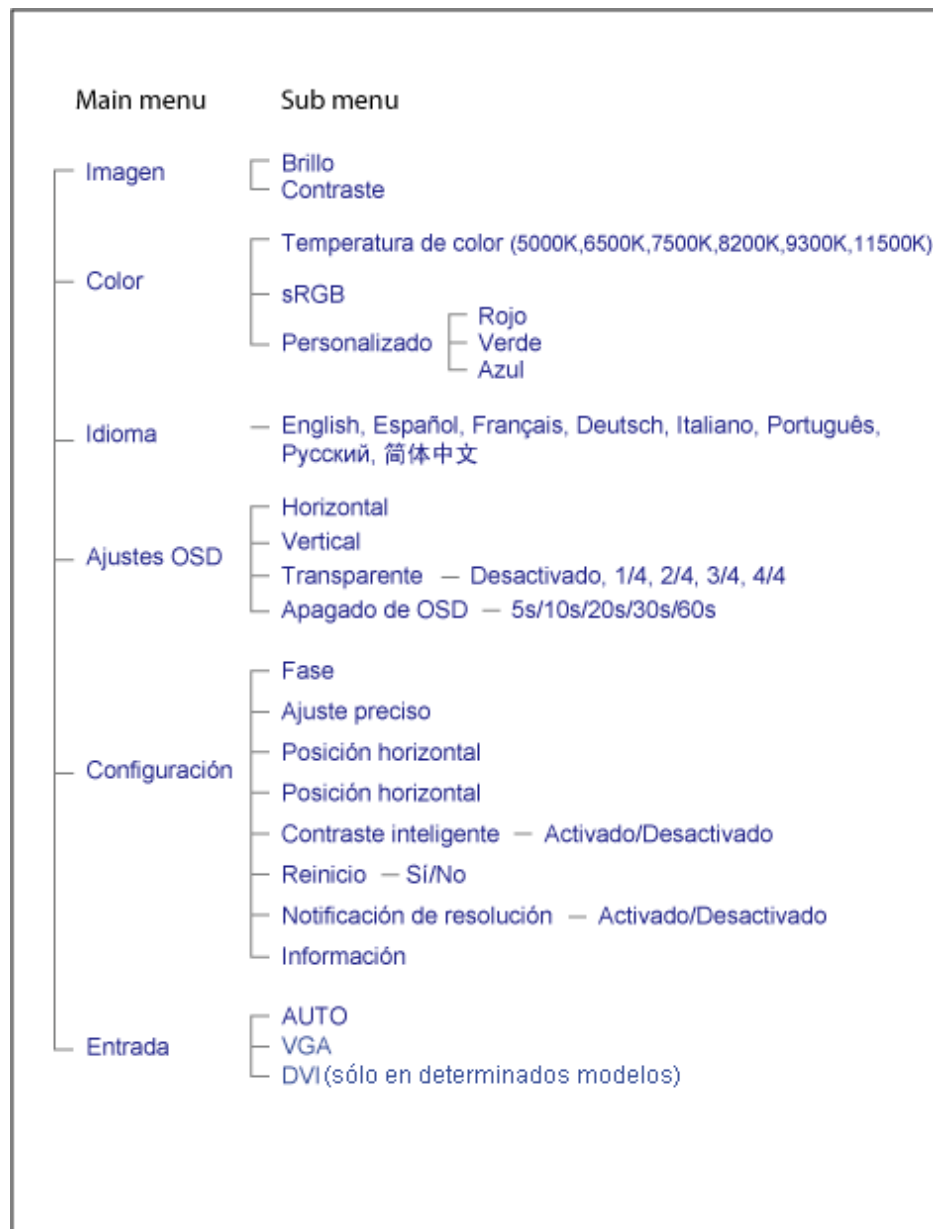 Main menu Sub menu
Imagen
Brillo
Contraste
Color
Temperatura de color (5000K,6500K,7500K,8200K,9300K,11500K)
sRGB
Personalizado
Rojo
Verde
Azul
Idioma
English, Español, Français, Deutsch, Italiano, Português,
Русский, 简体中文
Ajustes OSD
Horizontal
Vertical
Transparente — Desactivado, 1/4, 2/4, 3/4, 4/4
Apagado de OSD — 5s/10s/20s/30s/60s
Configuración
Fase
Ajuste preciso
Posición horizontal
Posición horizontal
Contraste inteligente — Activado/Desactivado
Reinicio — Sí/No
Notificación de resolución — Activado/Desactivado
Información
Entrada
AUTO
VGA
DVI(sólo en determinados modelos)